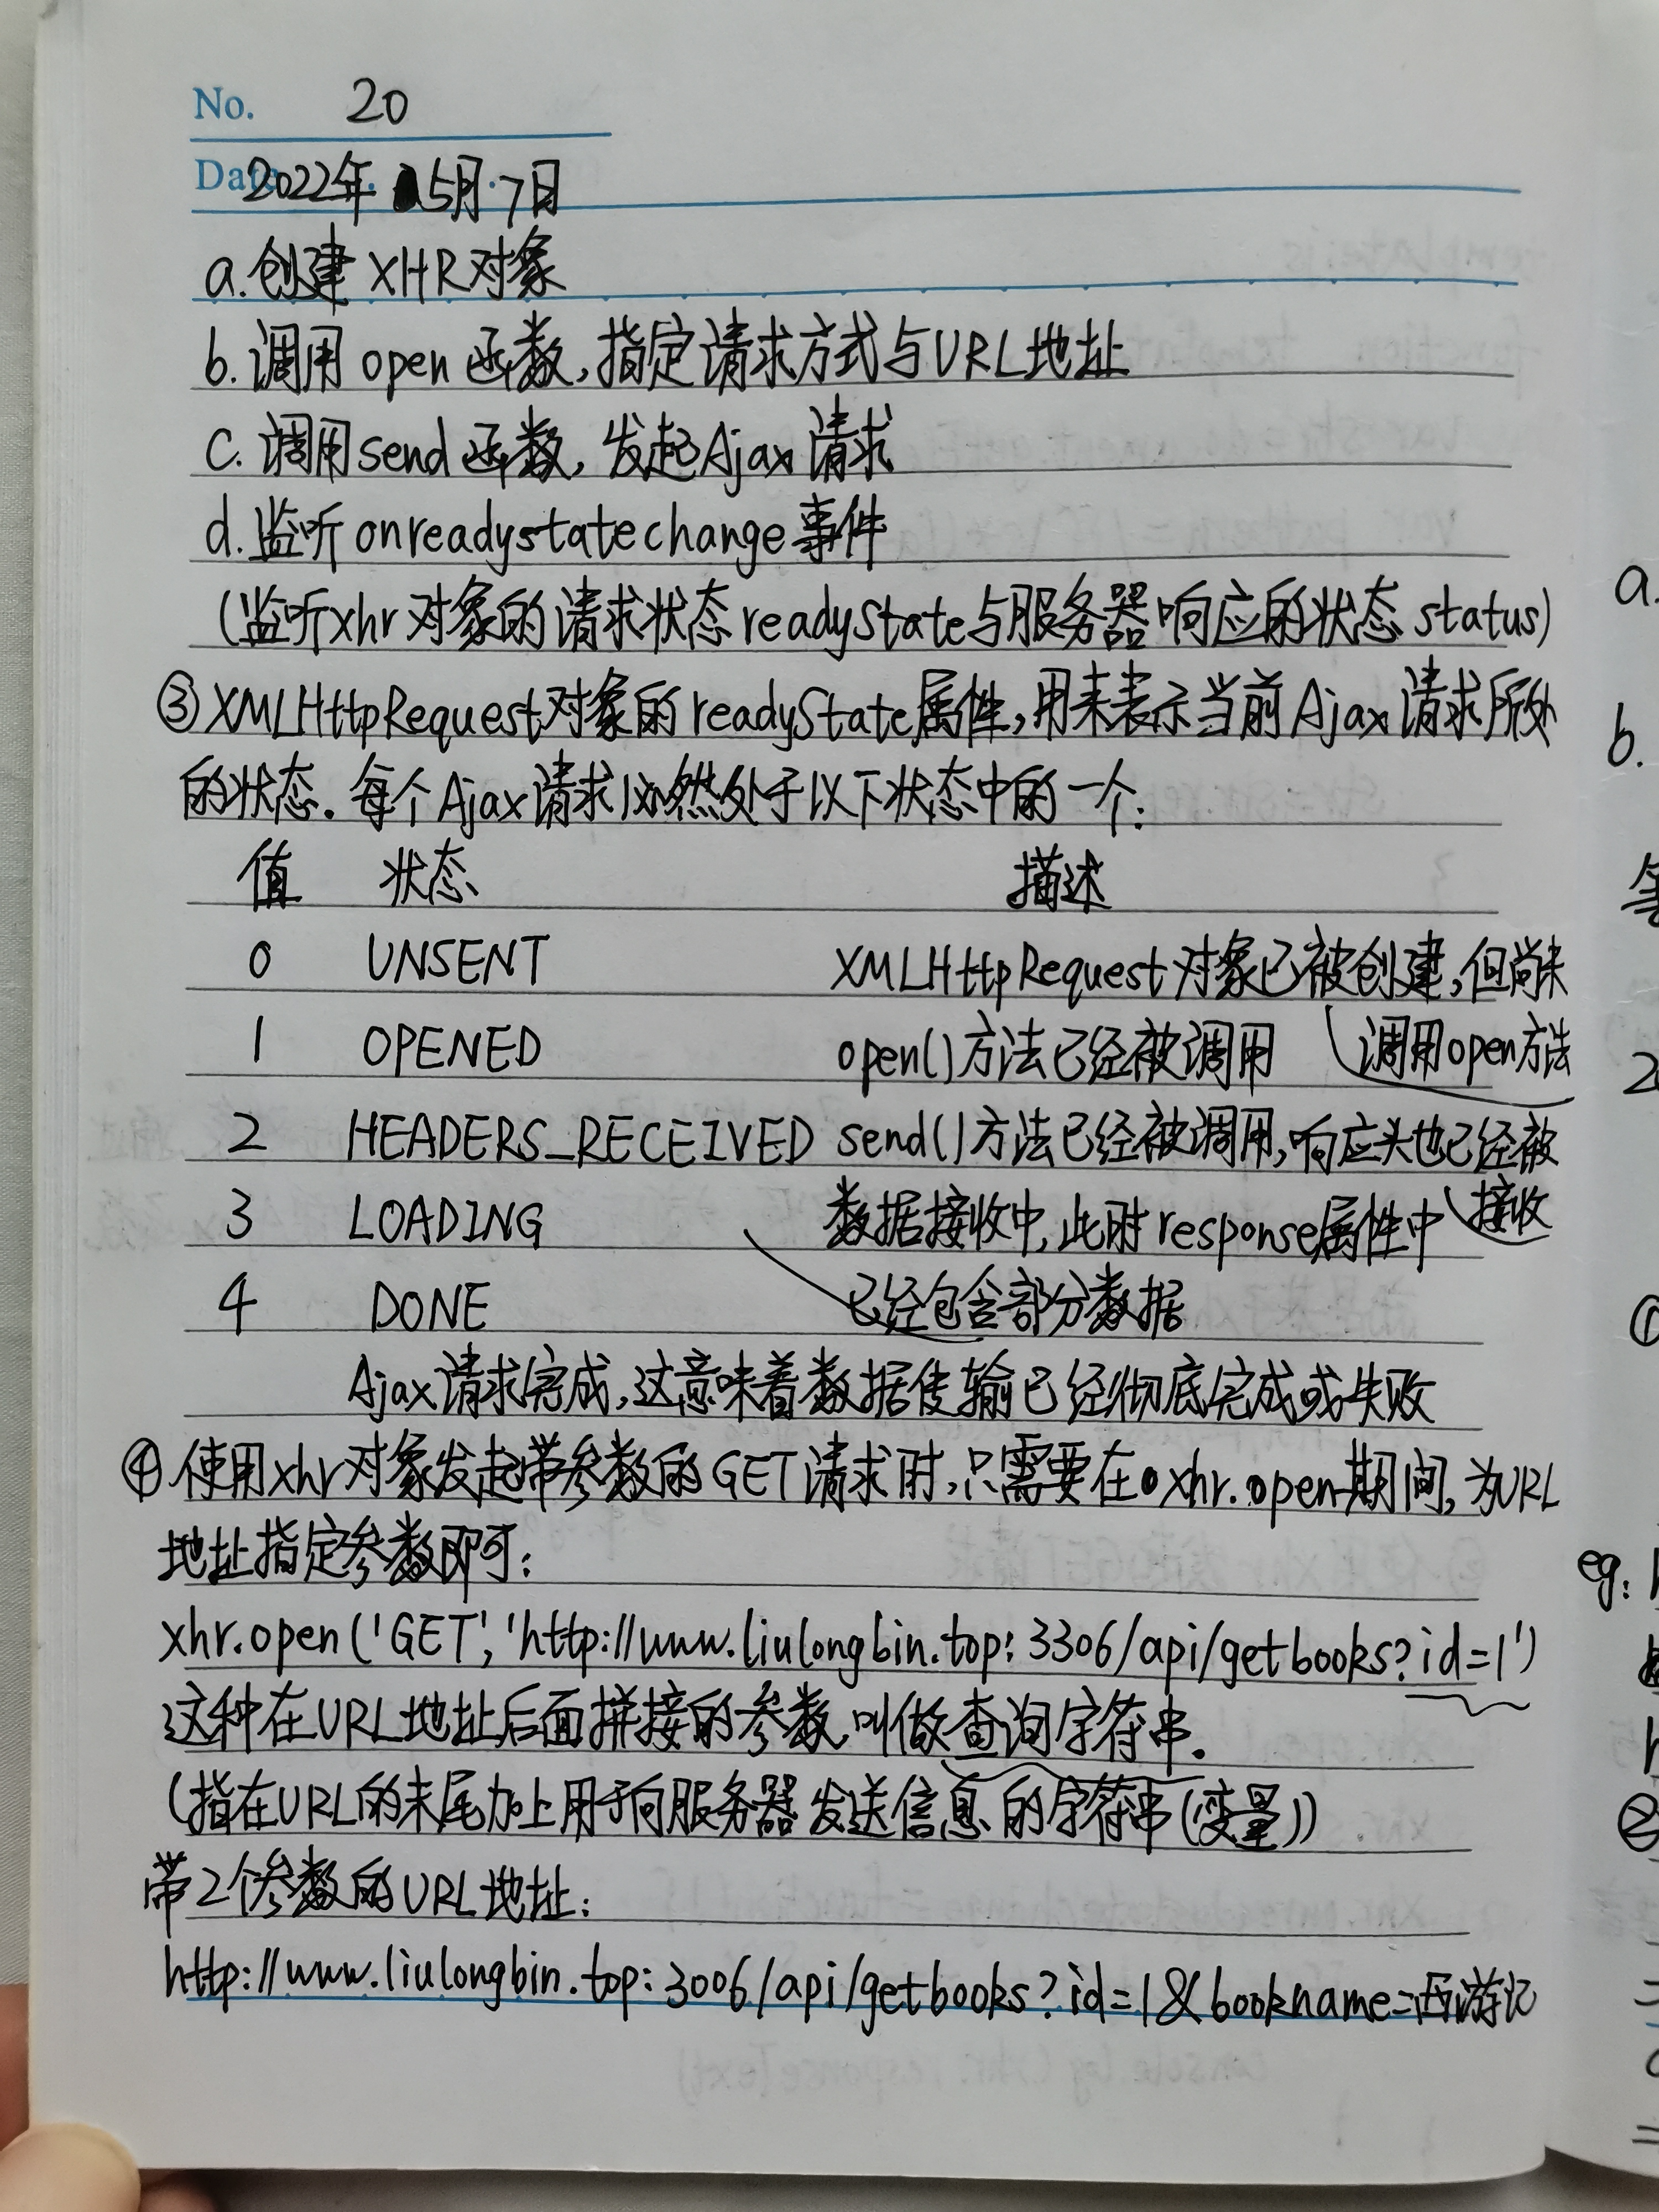 No. 20
Date 2022年5月·7日
a.创建 XHR对象
b.调用 open 函数,指定请求方式与URL地址
c.调用send函数,发起Ajax请求
d.监听onreadystatechange事件
(监听xhr对象的请求状态readyState与服务器响应的状态 status)
③XMLHttpRequest对象的readyState属性,用来表示当前Ajax请求所处
的状态。每个Ajax请求必然处于以下状态中的一个:
值 状态 描述
0 UNSENT XMLHttpRequest对象已被创建,但尚未
调用open方法
1 OPENED open()方法已经被调用
2 HEADERS_RECEIVED send()方法已经被调用,响应头也已经被
接收
3 LOADING 数据接收中,此时response属性中
已经包含部分数据
4 DONE
Ajax请求完成,这意味着数据传输已经彻底完成或失败
④使用xhr对象发起带参数的GET请求时,只需要在xhr.open期间,为URL
地址指定参数即可:
xhr.open('GET','http://www.liulongbin.top:3306/api/getbooks?id=1')
这种在URL地址后面拼接的参数,叫做查询字符串。
(指在URL的末尾加上用于向服务器发送信息的字符串(变量))
带2个参数的URL地址:
http://www.liulongbin.top:3006/api/getbooks?id=1&bookname=西游记
a.
b.
2
①
eg:
②